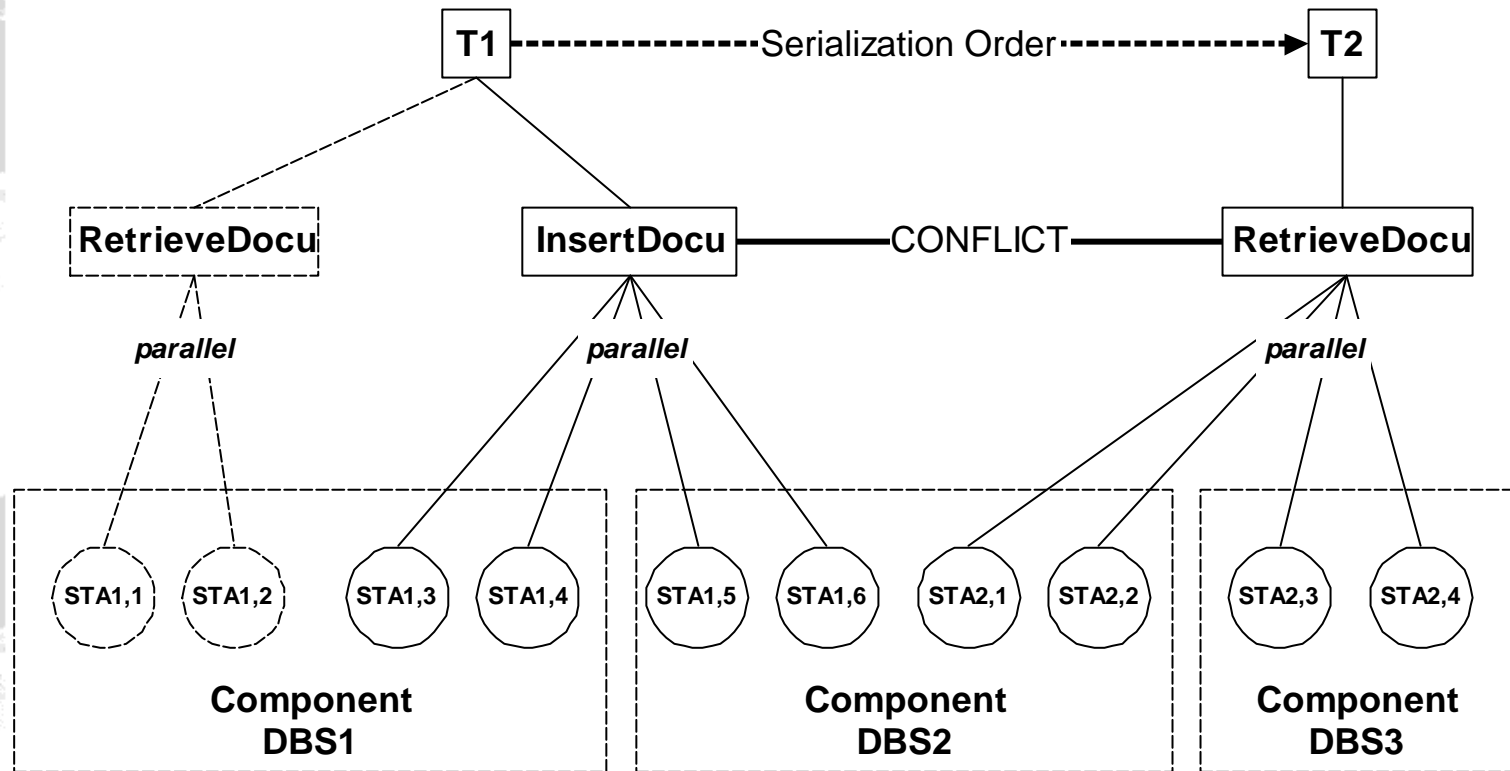 T1 Serialization Order T2
RetrieveDocu InsertDocu CONFLICT RetrieveDocu
parallel parallel parallel
STA1,1 STA1,2 STA1,3 STA1,4 STA1,5 STA1,6 STA2,1 STA2,2 STA2,3 STA2,4
Component Component Component
DBS1 DBS2 DBS3